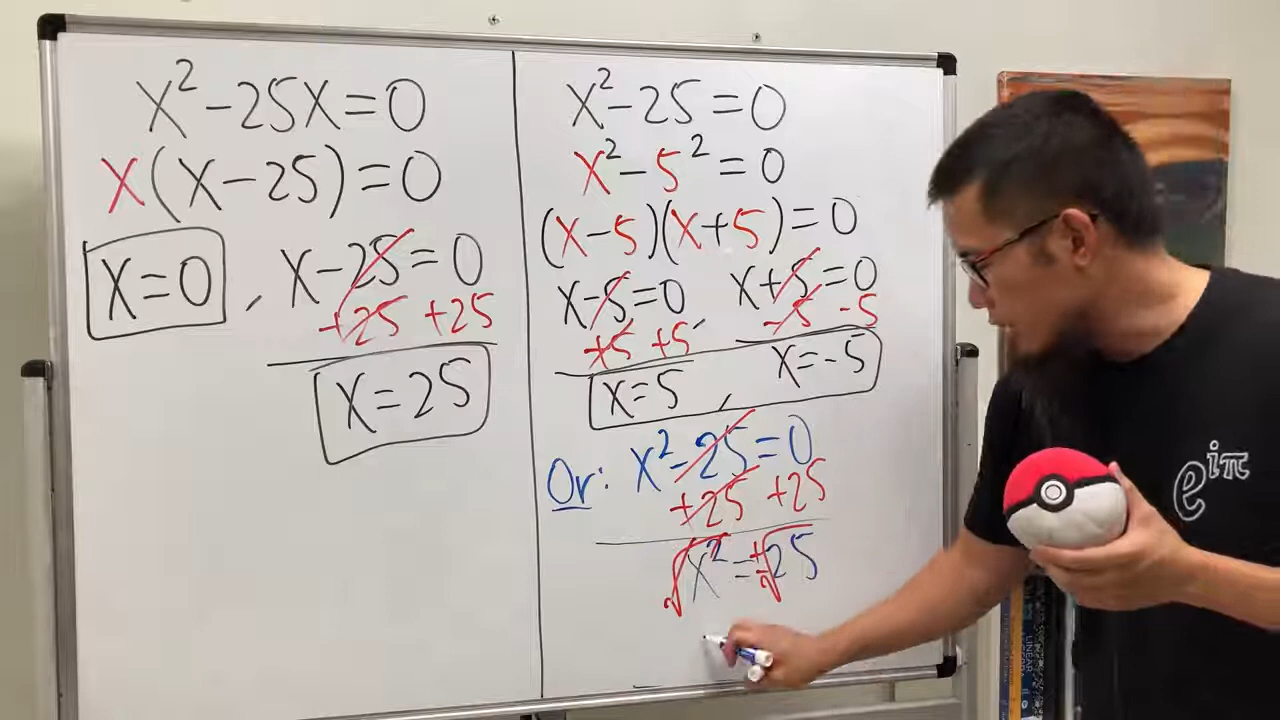 x²-25x=0
x(x-25)=0
x=0, x-25=0
+25 +25
x=25
x²-25=0
x²-5²=0
(x-5)(x+5)=0
x-5=0, x+5=0
+5 +5 -5 -5
x=5, x=-5
Or: x²-25=0
+25 +25
√x²=±√25
e^{iπ}
LINEAR